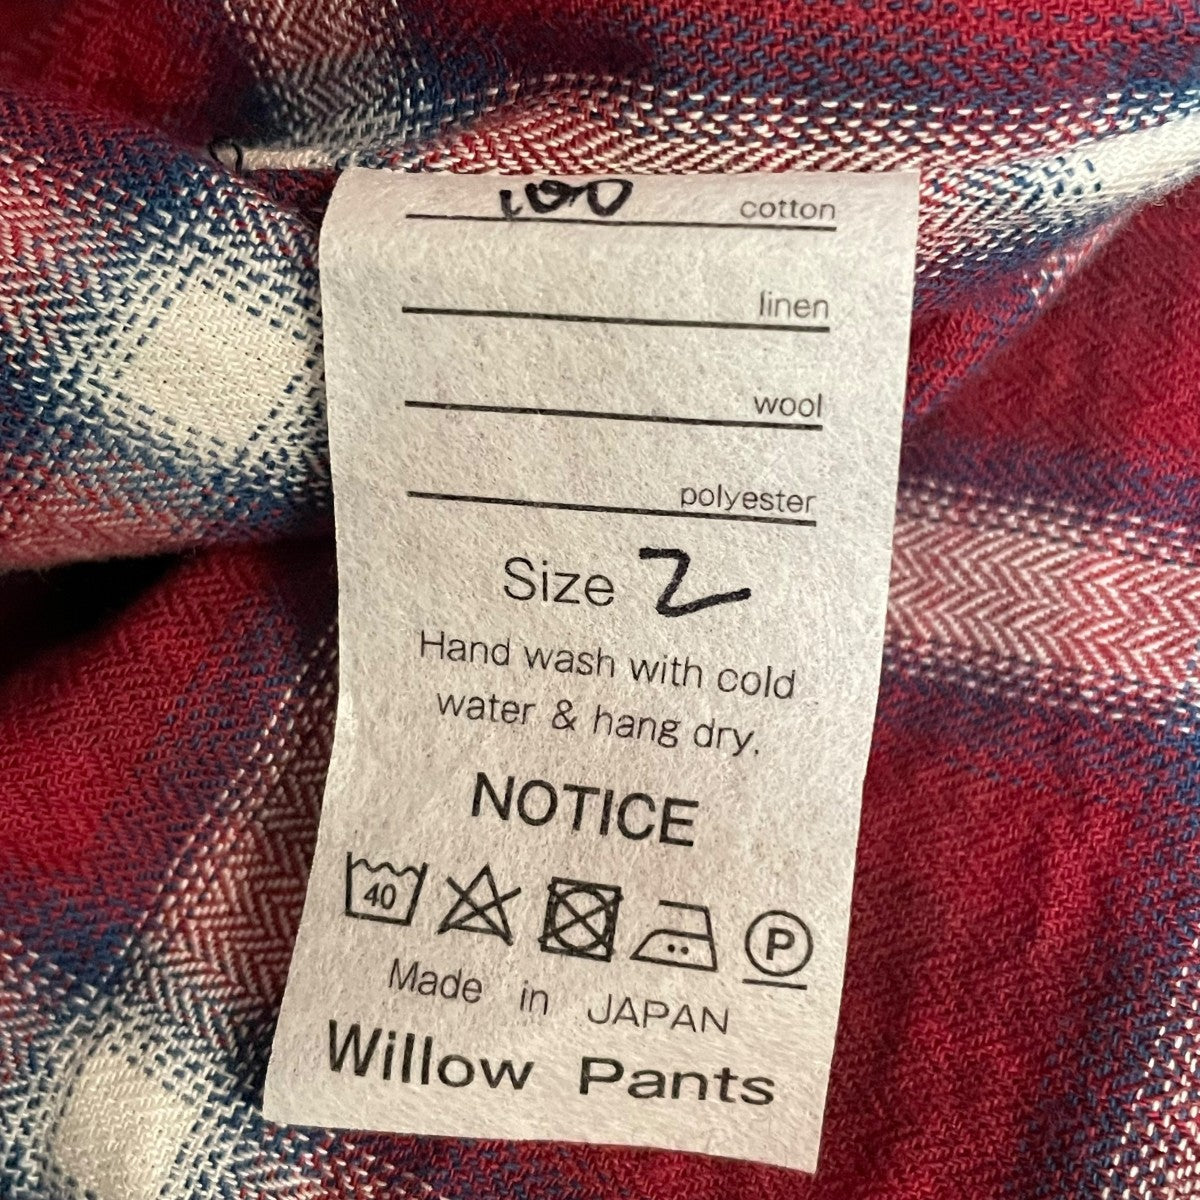 100 cotton
linen
wool
polyester
Size 2
Hand wash with cold
water & hang dry.
NOTICE
40 P
Made in JAPAN
Willow Pants